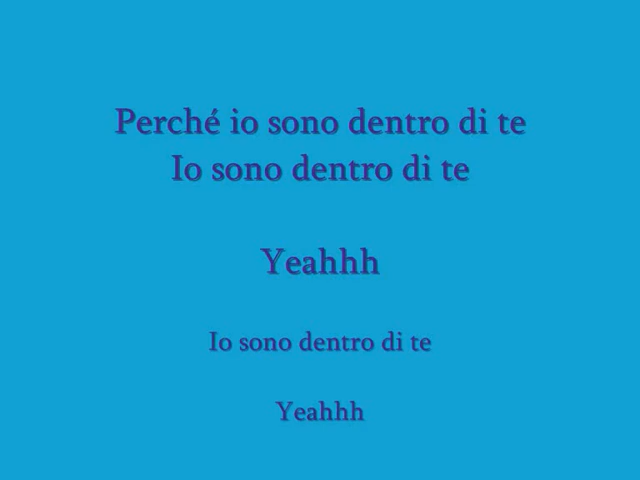 Perché io sono dentro di te
Io sono dentro di te
Yeahhh
Io sono dentro di te
Yeahhh